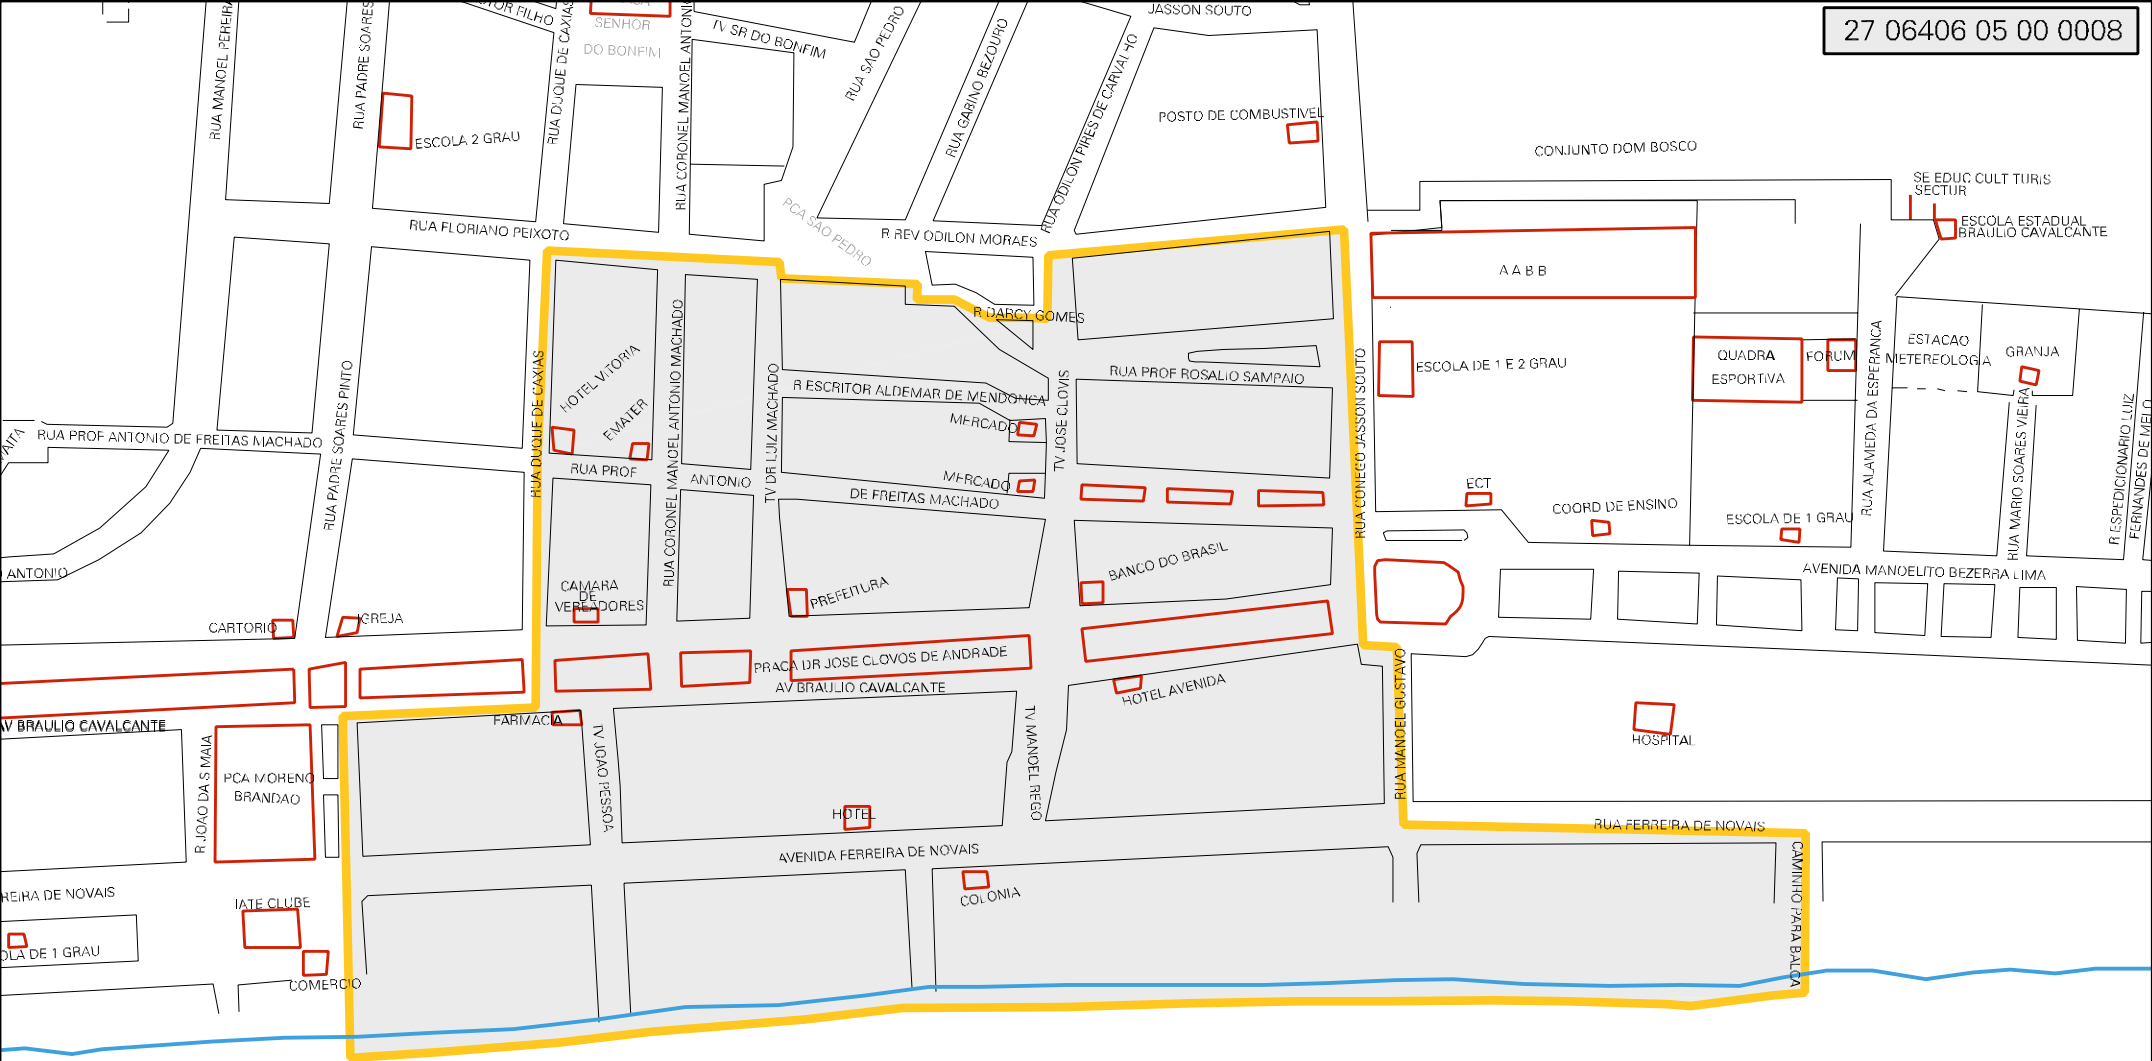 27 06406 05 00 0008
JASSON SOUTO
SENHOR
DO BONFIM
TV SR DO BONFIM
RUA MANOEL PEREIRA
RUA PADRE SOARES
RUA DUQUE DE CAXIAS
RUA CORONEL MANOEL ANTONIO
RUA SAO PEDRO
RUA GABINO BEZOURO
RUA ODILON PIRES DE CARVALHO
ESCOLA 2 GRAU
POSTO DE COMBUSTIVEL
CONJUNTO DOM BOSCO
SE EDUC CULT TURIS
SECTUR
ESCOLA ESTADUAL
BRAULIO CAVALCANTE
RUA FLORIANO PEIXOTO
PCA SAO PEDRO
R REV ODILON MORAES
A A B B
R DARCY GOMES
HOTEL VITORIA
EMATER
RUA DUQUE DE CAXIAS
RUA CORONEL MANOEL ANTONIO MACHADO
TV DR LUIZ MACHADO
R ESCRITOR ALDEMAR DE MENDONCA
TV JOSE CLOVIS
RUA PROF ROSALIO SAMPAIO
RUA CONEGO JASSON SOUTO
ESCOLA DE 1 E 2 GRAU
QUADRA
ESPORTIVA
FORUM
RUA ALAMEDA DA ESPERANCA
ESTACAO
METEREOLOGIA
GRANJA
RUA MARIO SOARES VIEIRA
R ESPEDICIONARIO LUIZ
FERNANDES DE MELO
RUA PROF ANTONIO DE FREITAS MACHADO
RUA PADRE SOARES PINTO
MERCADO
MERCADO
RUA PROF
ANTONIO
DE FREITAS MACHADO
ECT
COORD DE ENSINO
ESCOLA DE 1 GRAU
ANTONIO
CAMARA
DE
VEREADORES
PREFEITURA
BANCO DO BRASIL
AVENIDA MANOELITO BEZERRA LIMA
CARTORIO
IGREJA
PRACA DR JOSE CLOVOS DE ANDRADE
AV BRAULIO CAVALCANTE
AV BRAULIO CAVALCANTE
FARMACIA
HOTEL AVENIDA
RUA MANOEL GUSTAVO
HOSPITAL
R JOAO DAS MAIA
PCA MORENO
BRANDAO
TV JOAO PESSOA
TV MANOEL REGO
HOTEL
RUA FERREIRA DE NOVAIS
AVENIDA FERREIRA DE NOVAIS
CAMINHO PARA BALCA
REIRA DE NOVAIS
IATE CLUBE
COLONIA
OLA DE 1 GRAU
COMERCIO